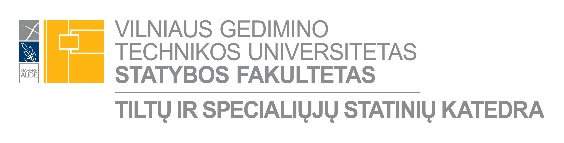 VILNIAUS GEDIMINO
TECHNIKOS UNIVERSITETAS
STATYBOS FAKULTETAS
TILTŲ IR SPECIALIŲJŲ STATINIŲ KATEDRA